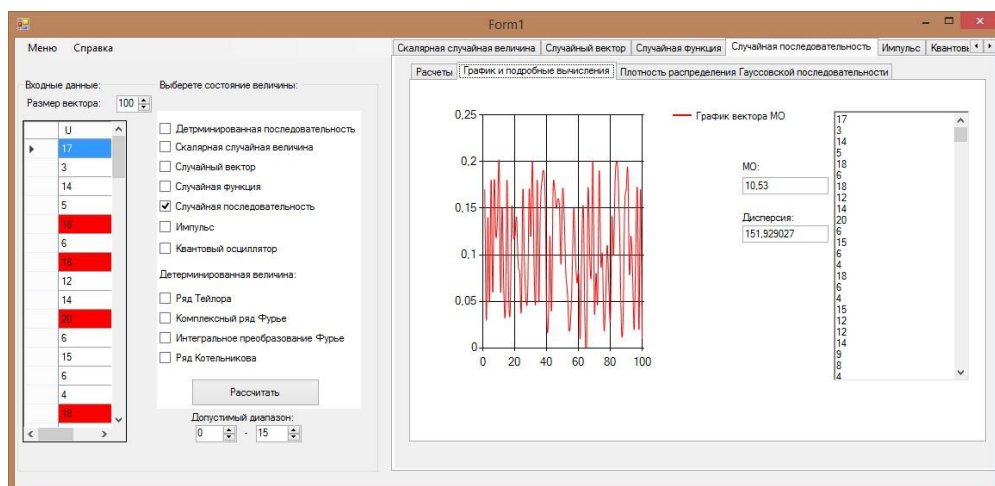 Form1
Меню Справка
Скалярная случайная величина Случайный вектор Случайная функция Случайная последовательность Импульс Квантовы
Входные данные:
Размер вектора: 100
U
17
3
14
5
18
6
18
12
14
20
6
15
6
4
18
Выберете состояние величины:
Детрминированная последовательность
Скалярная случайная величина
Случайный вектор
Случайная функция
Случайная последовательность
Импульс
Квантовый осциллятор
Детерминированная величина:
Ряд Тейлора
Комплексный ряд Фурье
Интегральное преобразование Фурье
Ряд Котельникова
Рассчитать
Допустимый диапазон:
0 - 15
Расчеты График и подробные вычисления Плотность распределения Гауссовской последовательности
0,25
0,2
0,15
0,1
0,05
0
0 20 40 60 80 100
График вектора МО
МО:
10,53
Дисперсия:
151,929027
17
3
14
5
18
6
18
12
14
20
6
15
6
4
18
6
4
15
12
12
14
9
8
4